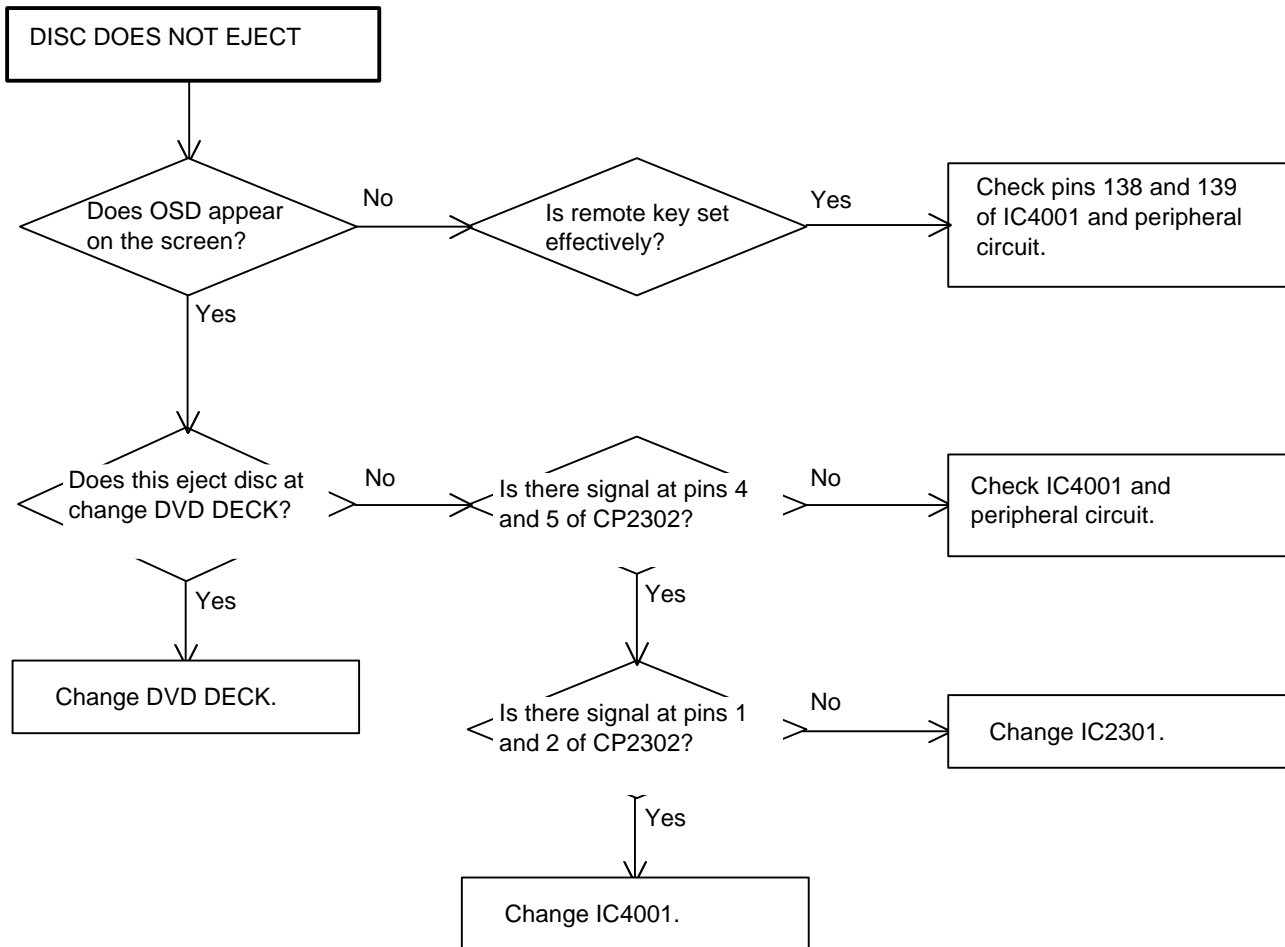 DISC DOES NOT EJECT
Does OSD appear
on the screen?
No
Is remote key set
effectively?
Yes
Check pins 138 and 139
of IC4001 and peripheral
circuit.
Yes
Does this eject disc at
change DVD DECK?
No
Is there signal at pins 4
and 5 of CP2302?
No
Check IC4001 and
peripheral circuit.
Yes
Yes
Change DVD DECK.
Is there signal at pins 1
and 2 of CP2302?
No
Change IC2301.
Yes
Change IC4001.